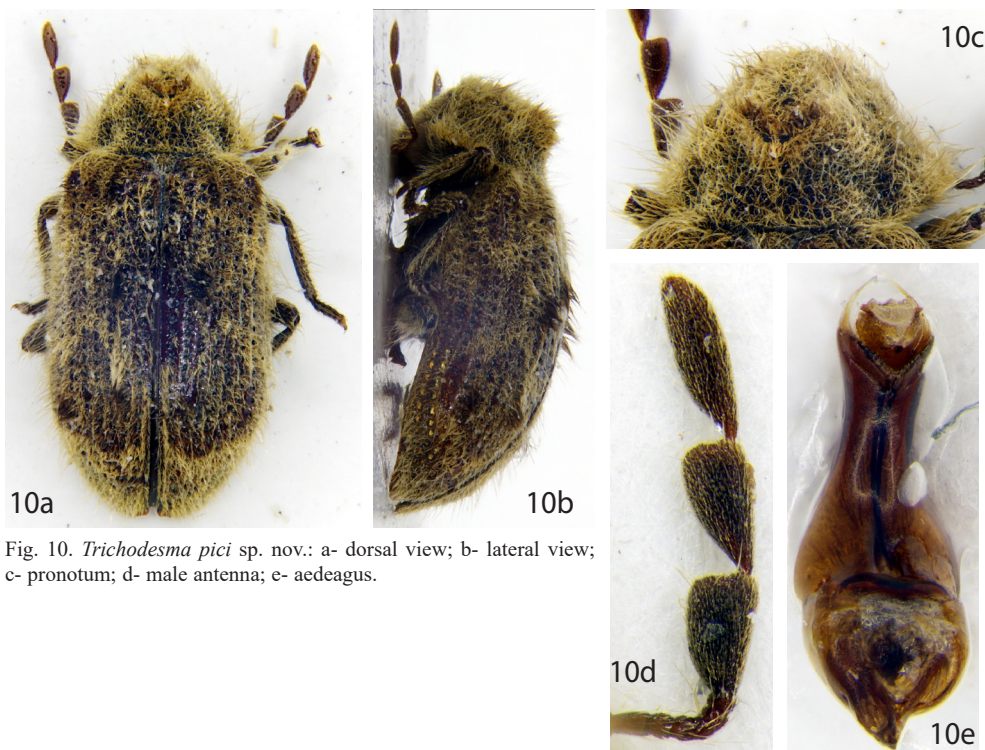 10a
10b
10c
10d
10e
Fig. 10. Trichodesma pici sp. nov.: a- dorsal view; b- lateral view;
c- pronotum; d- male antenna; e- aedeagus.